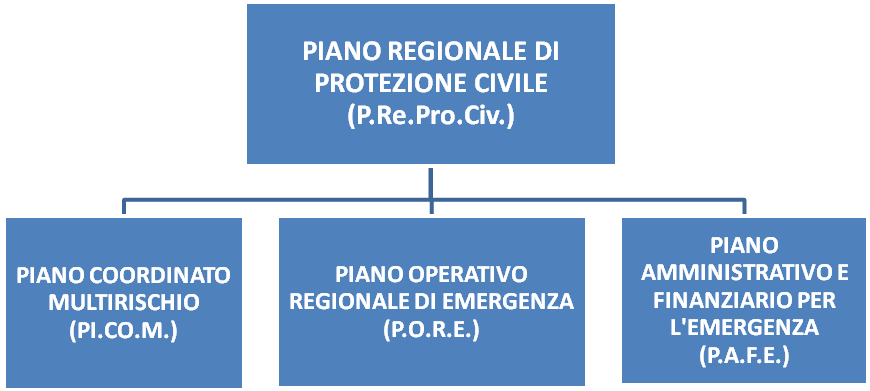 PIANO REGIONALE DI
PROTEZIONE CIVILE
(P.Re.Pro.Civ.)
PIANO COORDINATO
MULTIRISCHIO
(PI.CO.M.)
PIANO OPERATIVO
REGIONALE DI EMERGENZA
(P.O.R.E.)
PIANO
AMMINISTRATIVO E
FINANZIARIO PER
L'EMERGENZA
(P.A.F.E.)